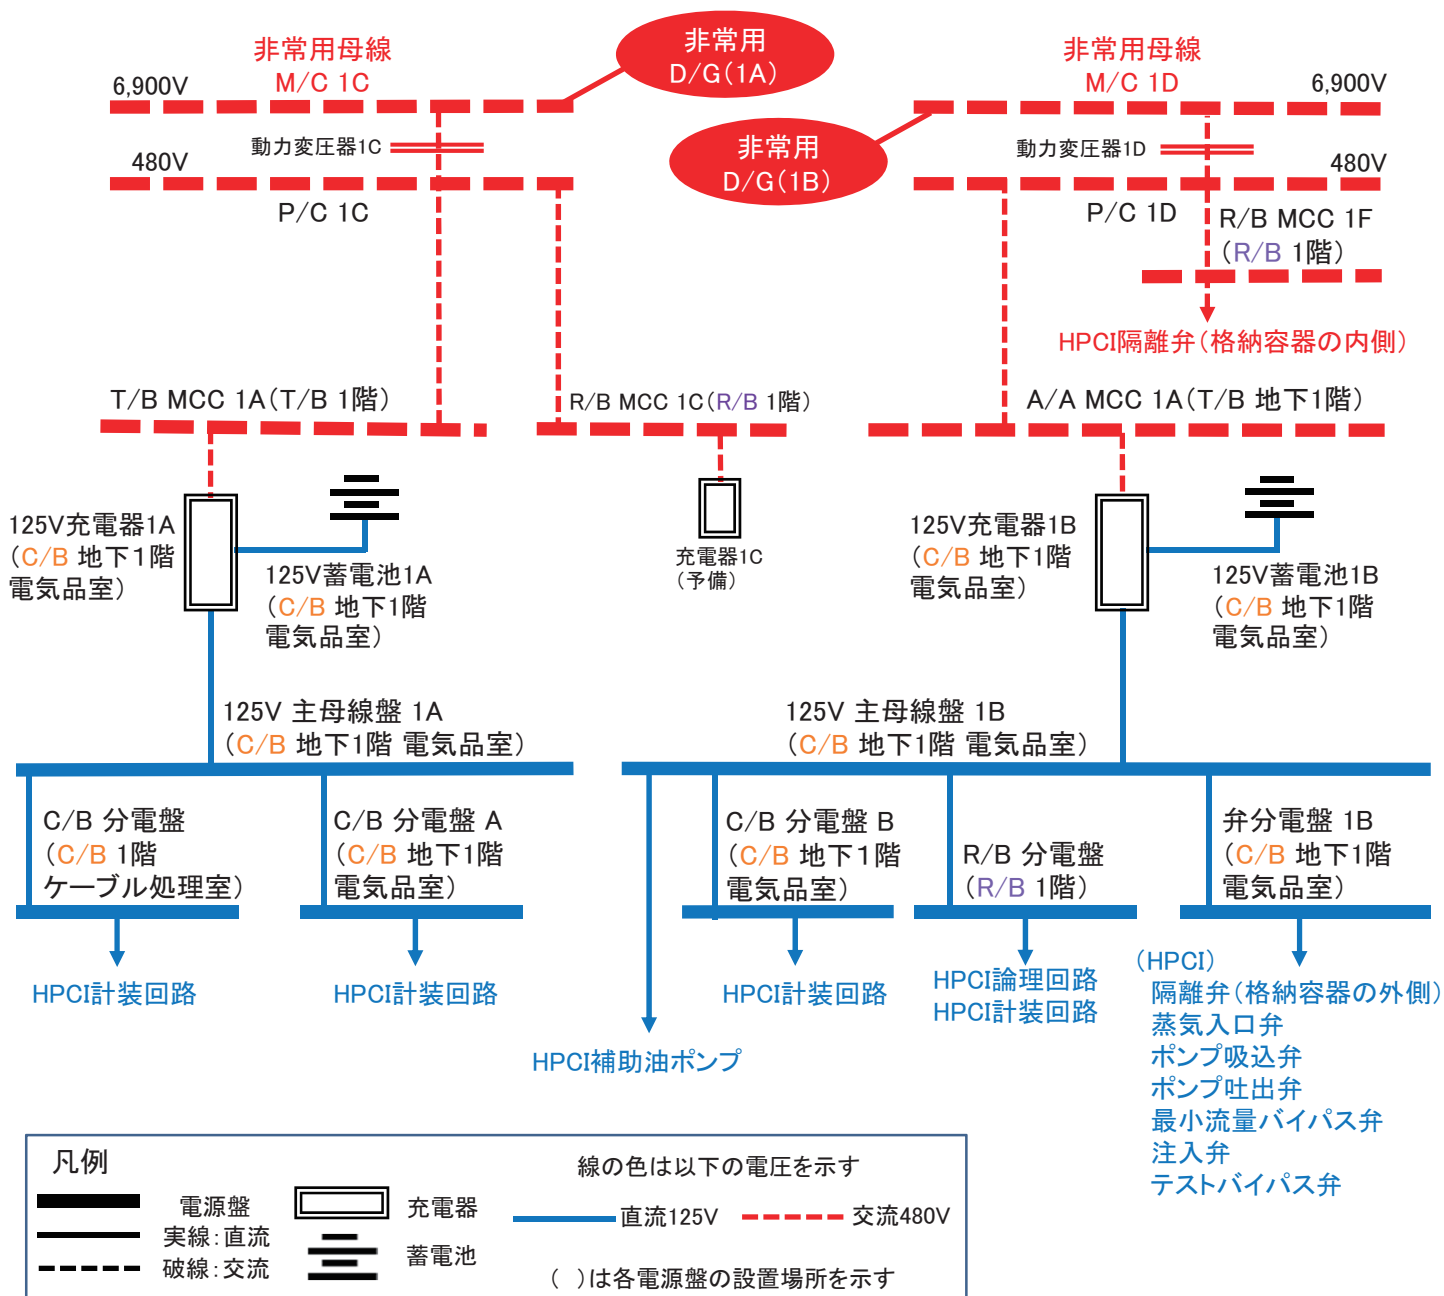 非常用母線
M/C 1C
6,900V
非常用
D/G(1A)
動力変圧器1C
480V
P/C 1C
非常用母線
M/C 1D
6,900V
非常用
D/G(1B)
動力変圧器1D
480V
P/C 1D
R/B MCC 1F
(R/B 1階)
HPCI隔離弁(格納容器の内側)
T/B MCC 1A(T/B 1階)
R/B MCC 1C(R/B 1階)
A/A MCC 1A(T/B 地下1階)
125V充電器1A
(C/B 地下1階
電気品室)
125V蓄電池1A
(C/B 地下1階
電気品室)
充電器1C
(予備)
125V充電器1B
(C/B 地下1階
電気品室)
125V蓄電池1B
(C/B 地下1階
電気品室)
125V 主母線盤 1A
(C/B 地下1階 電気品室)
125V 主母線盤 1B
(C/B 地下1階 電気品室)
C/B 分電盤
(C/B 1階
ケーブル処理室)
C/B 分電盤 A
(C/B 地下1階
電気品室)
C/B 分電盤 B
(C/B 地下1階
電気品室)
R/B 分電盤
(R/B 1階)
弁分電盤 1B
(C/B 地下1階
電気品室)
HPCI計装回路
HPCI計装回路
HPCI補助油ポンプ
HPCI計装回路
HPCI論理回路
HPCI計装回路
(HPCI)
隔離弁(格納容器の外側)
蒸気入口弁
ポンプ吸込弁
ポンプ吐出弁
最小流量バイパス弁
注入弁
テストバイパス弁
凡例
電源盤
実線:直流
破線:交流
充電器
蓄電池
線の色は以下の電圧を示す
直流125V
交流480V
( )は各電源盤の設置場所を示す